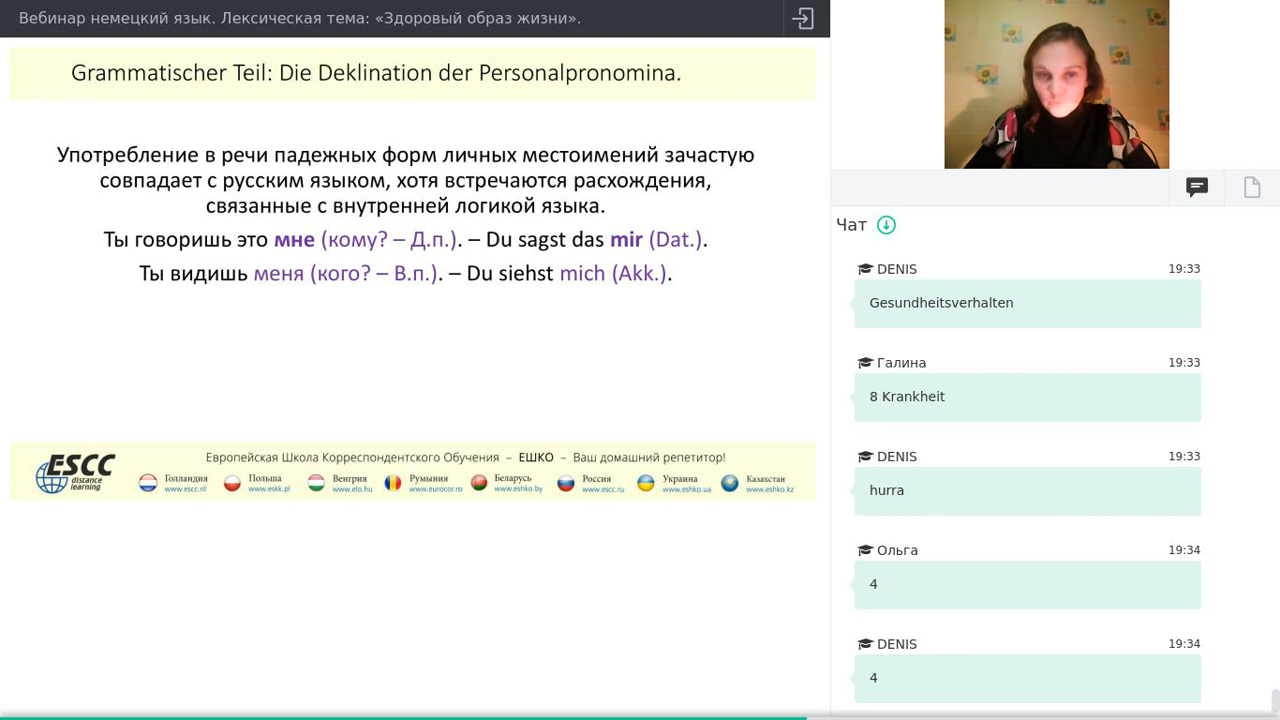 Вебинар немецкий язык. Лексическая тема: «Здоровый образ жизни».
Grammatischer Teil: Die Deklination der Personalpronomina.
Употребление в речи падежных форм личных местоимений зачастую
совпадает с русским языком, хотя встречаются расхождения,
связанные с внутренней логикой языка.
Ты говоришь это мне (кому? – Д.п.). – Du sagst das mir (Dat.).
Ты видишь меня (кого? – В.п.). – Du siehst mich (Akk.).
ESCC
distance
learning
Европейская Школа Корреспондентского Обучения – ЕШКО – Ваш домашний репетитор!
Голландия
www.escc.nl
Польша
www.eskk.pl
Венгрия
www.elo.hu
Румыния
www.eurocor.ro
Беларусь
www.eshko.by
Россия
www.escc.ru
Украина
www.eshko.ua
Казахстан
www.eshko.kz
Чат
DENIS 19:33
Gesundheitsverhalten
Галина 19:33
8 Krankheit
DENIS 19:33
hurra
Ольга 19:34
4
DENIS 19:34
4